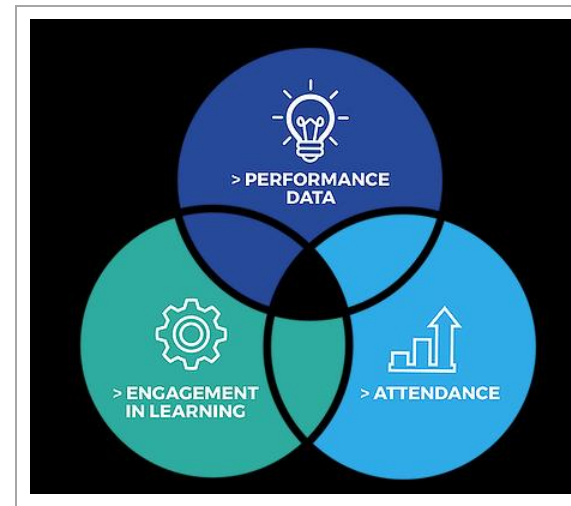 > PERFORMANCE
DATA
> ENGAGEMENT
IN LEARNING
> ATTENDANCE